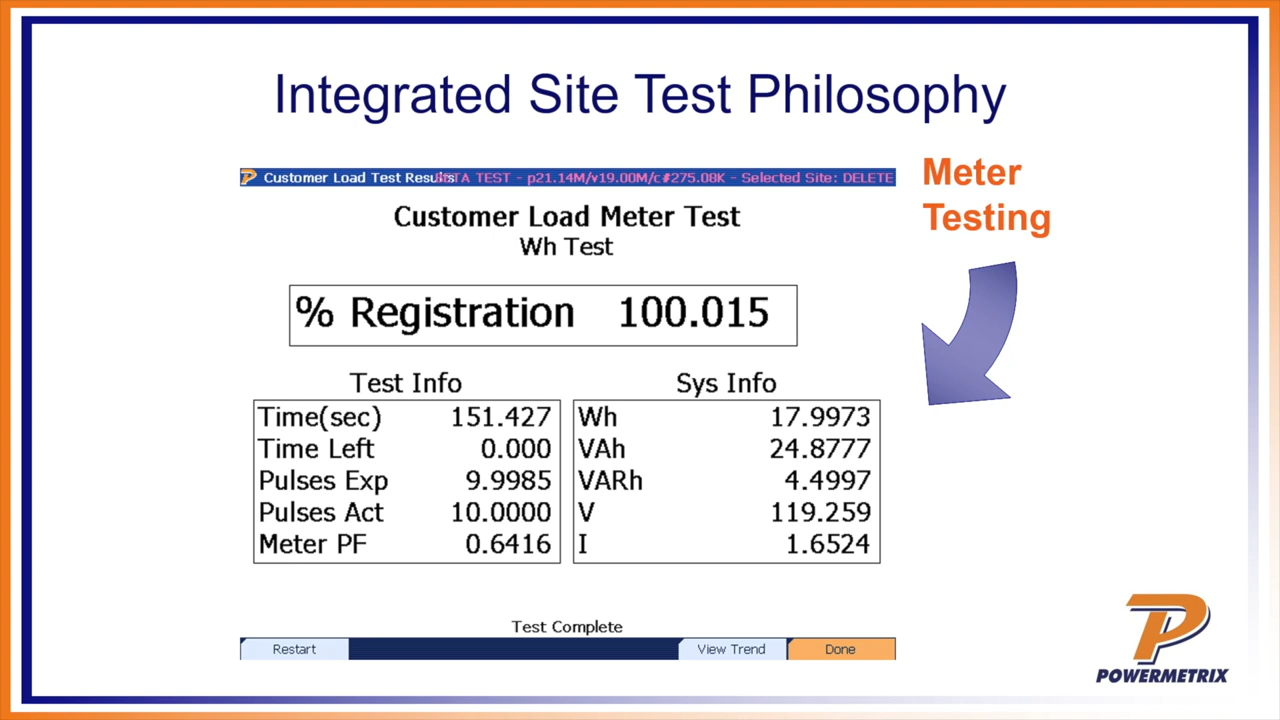 Integrated Site Test Philosophy
Customer Load Test Results TA TEST - p21.14M/v19.00M/c#275.08K - Selected Site: DELETE
Meter
Testing
Customer Load Meter Test
Wh Test
% Registration 100.015
Test Info
Time(sec) 151.427
Time Left 0.000
Pulses Exp 9.9985
Pulses Act 10.0000
Meter PF 0.6416
Sys Info
Wh 17.9973
VAh 24.8777
VARh 4.4997
V 119.259
I 1.6524
Test Complete
Restart
View Trend
Done
P
POWERMETRIX